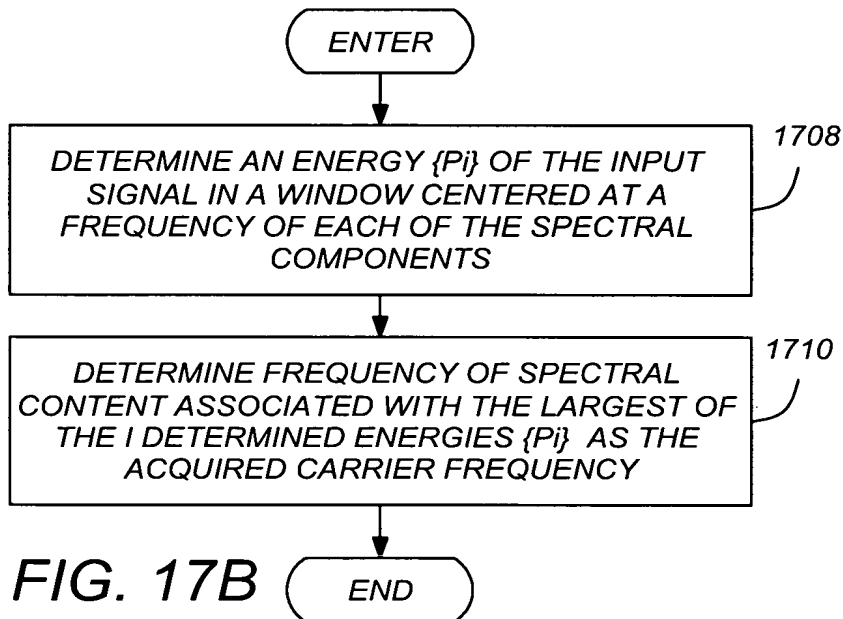 ENTER
1708
DETERMINE AN ENERGY {Pi} OF THE INPUT
SIGNAL IN A WINDOW CENTERED AT A
FREQUENCY OF EACH OF THE SPECTRAL
COMPONENTS
1710
DETERMINE FREQUENCY OF SPECTRAL
CONTENT ASSOCIATED WITH THE LARGEST OF
THE I DETERMINED ENERGIES {Pi} AS THE
ACQUIRED CARRIER FREQUENCY
FIG. 17B
END